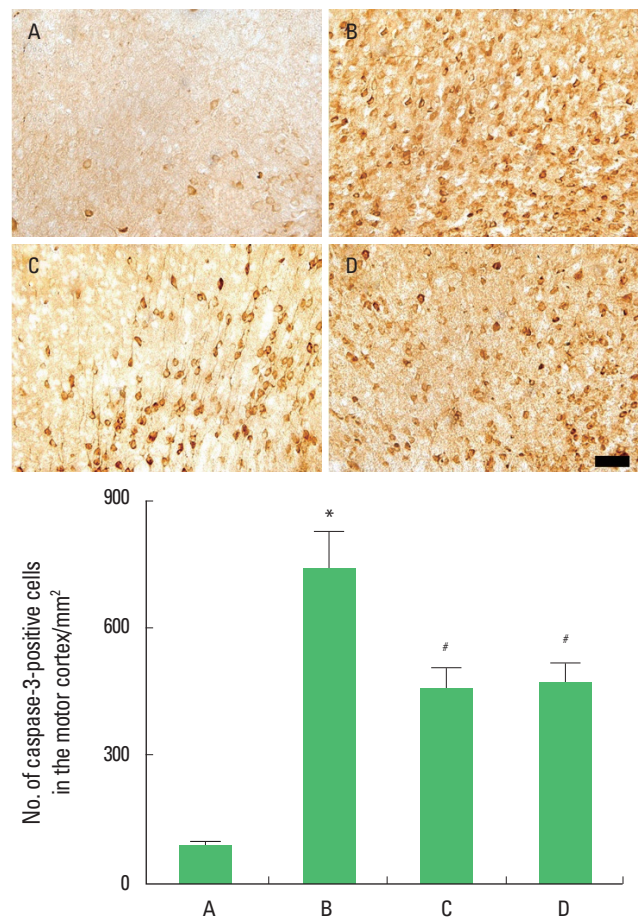 A
B
C
D
900
600
300
0
No. of caspase-3-positive cells
in the motor cortex/mm²
*
#
#
A
B
C
D